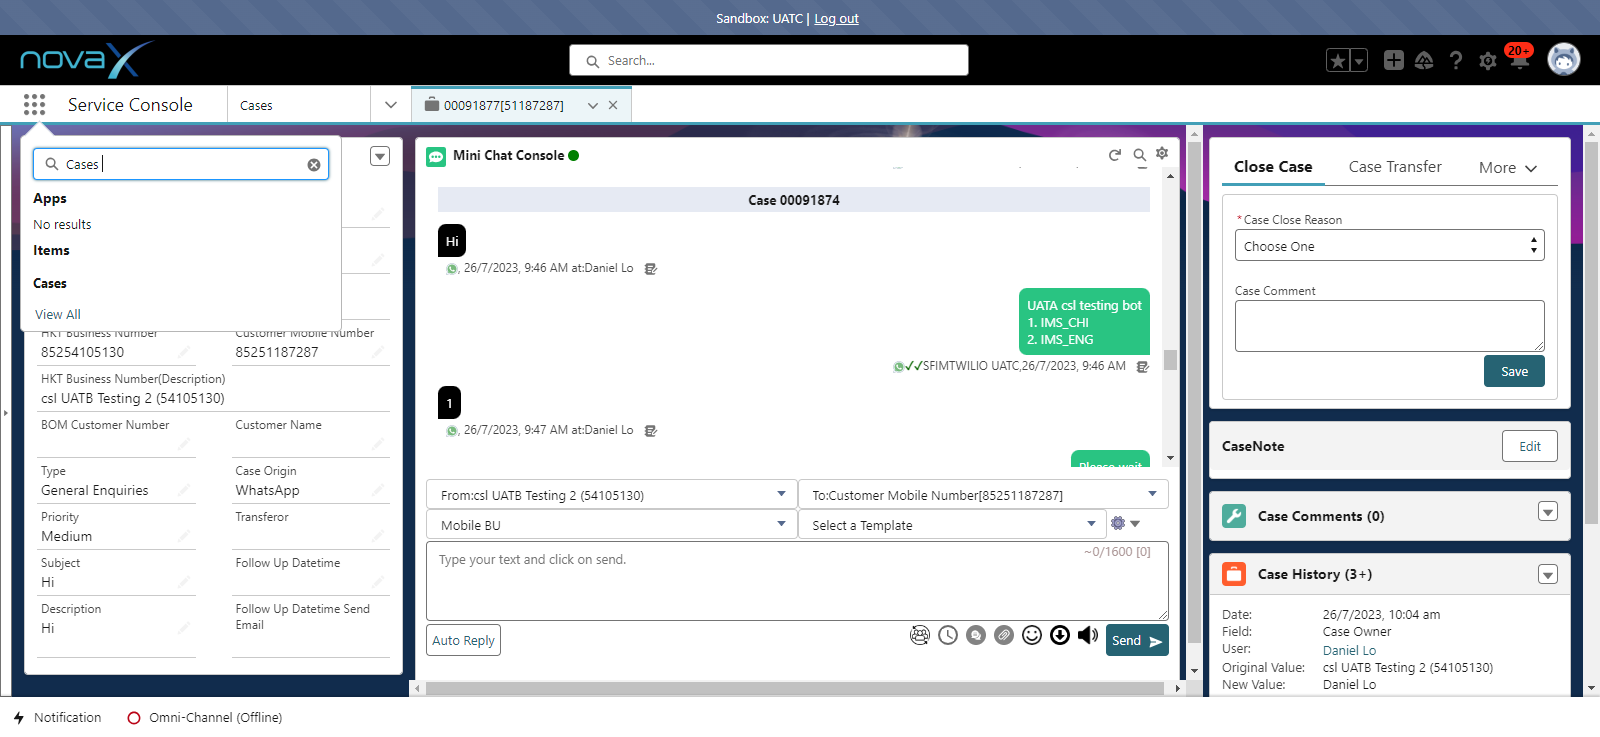 Sandbox: UATC | Log out
novax
Search...
20+
Service Console
Cases
00091877[51187287]
Cases
Apps
No results
Items
Cases
View All
HKT Business Number
Customer Mobile Number
85254105130
85251187287
HKT Business Number(Description)
csl UATB Testing 2 (54105130)
BOM Customer Number
Customer Name
Type
Case Origin
General Enquiries
WhatsApp
Priority
Transferor
Medium
Subject
Follow Up Datetime
Hi
Description
Follow Up Datetime Send
Email
Hi
Mini Chat Console
Case 00091874
Hi
, 26/7/2023, 9:46 AM at:Daniel Lo
UATA csl testing bot
1. IMS_CHI
2. IMS_ENG
SFIMTWILIO UATC,26/7/2023, 9:46 AM
1
, 26/7/2023, 9:47 AM at:Daniel Lo
Please wait
From:csl UATB Testing 2 (54105130)
To:Customer Mobile Number[85251187287]
Mobile BU
Select a Template
Type your text and click on send.
~0/1600 [0]
Auto Reply
Send
Close Case
Case Transfer
More
*Case Close Reason
Choose One
Case Comment
Save
CaseNote
Edit
Case Comments (0)
Case History (3+)
Date: 26/7/2023, 10:04 am
Field: Case Owner
User: Daniel Lo
Original Value: csl UATB Testing 2 (54105130)
New Value: Daniel Lo
Notification
Omni-Channel (Offline)